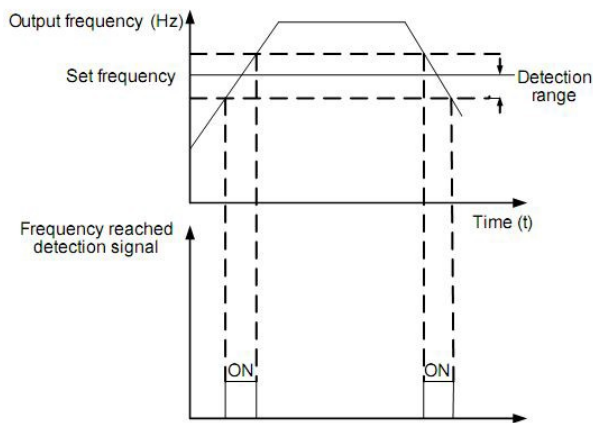 Output frequency (Hz)
Set frequency
Detection
range
Time (t)
Frequency reached
detection signal
ON
ON